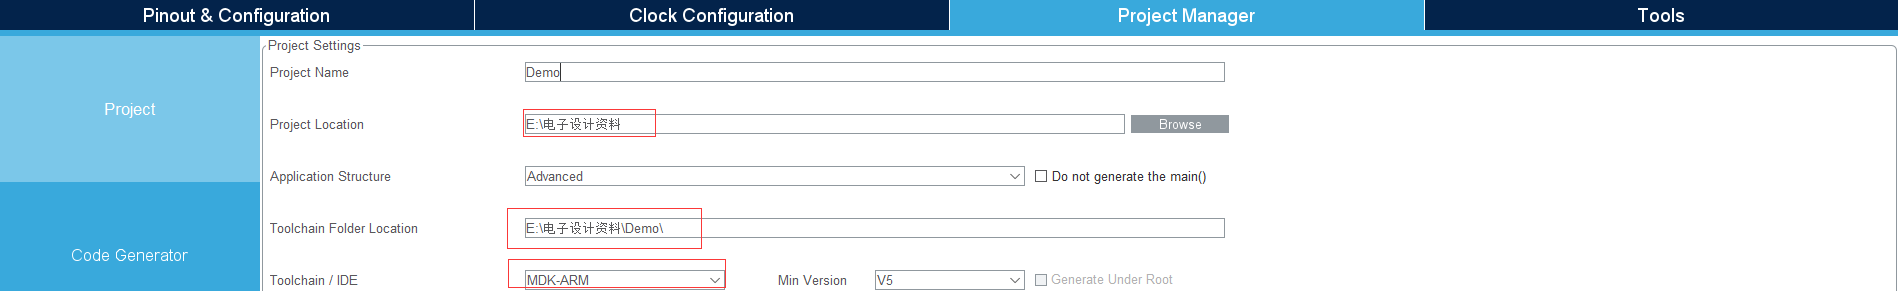 Pinout & Configuration
Clock Configuration
Project Manager
Tools
Project
Code Generator
Project Settings
Project Name
Demo
Project Location
E:\电子设计资料
Browse
Application Structure
Advanced
Do not generate the main()
Toolchain Folder Location
E:\电子设计资料\Demo\
Toolchain / IDE
MDK-ARM
Min Version
V5
Generate Under Root